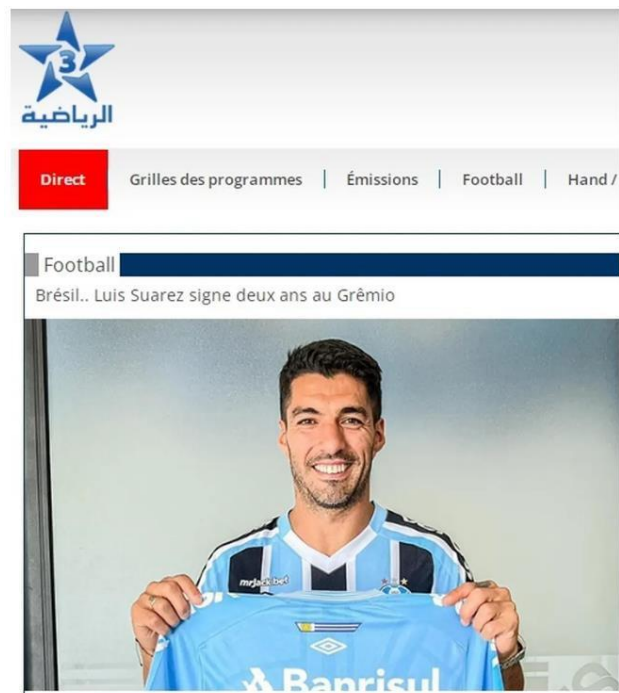 3
الرياضية
Direct
Grilles des programmes
Émissions
Football
Hand /
Football
Brésil.. Luis Suarez signe deux ans au Grêmio
mrjack.bet
Banrisul